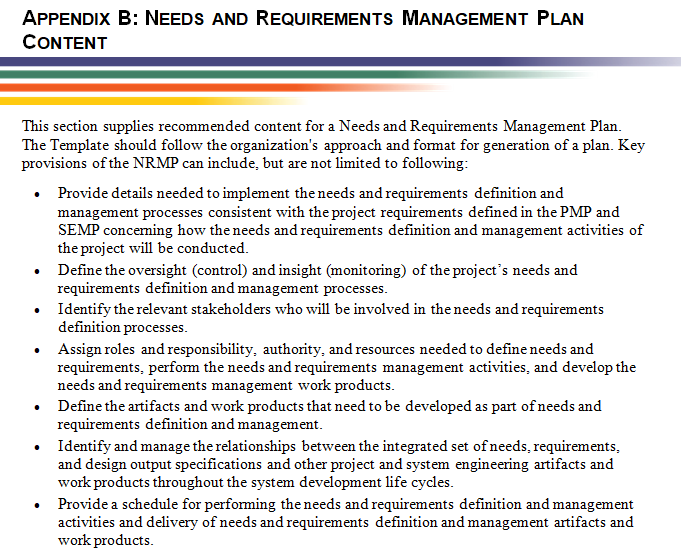 APPENDIX B: NEEDS AND REQUIREMENTS MANAGEMENT PLAN
CONTENT
This section supplies recommended content for a Needs and Requirements Management Plan.
The Template should follow the organization's approach and format for generation of a plan. Key
provisions of the NRMP can include, but are not limited to following:
• Provide details needed to implement the needs and requirements definition and
management processes consistent with the project requirements defined in the PMP and
SEMP concerning how the needs and requirements definition and management activities of
the project will be conducted.
• Define the oversight (control) and insight (monitoring) of the project’s needs and
requirements definition and management processes.
• Identify the relevant stakeholders who will be involved in the needs and requirements
definition processes.
• Assign roles and responsibility, authority, and resources needed to define needs and
requirements, perform the needs and requirements management activities, and develop the
needs and requirements management work products.
• Define the artifacts and work products that need to be developed as part of needs and
requirements definition and management.
• Identify and manage the relationships between the integrated set of needs, requirements,
and design output specifications and other project and system engineering artifacts and
work products throughout the system development life cycles.
• Provide a schedule for performing the needs and requirements definition and management
activities and delivery of needs and requirements definition and management artifacts and
work products.